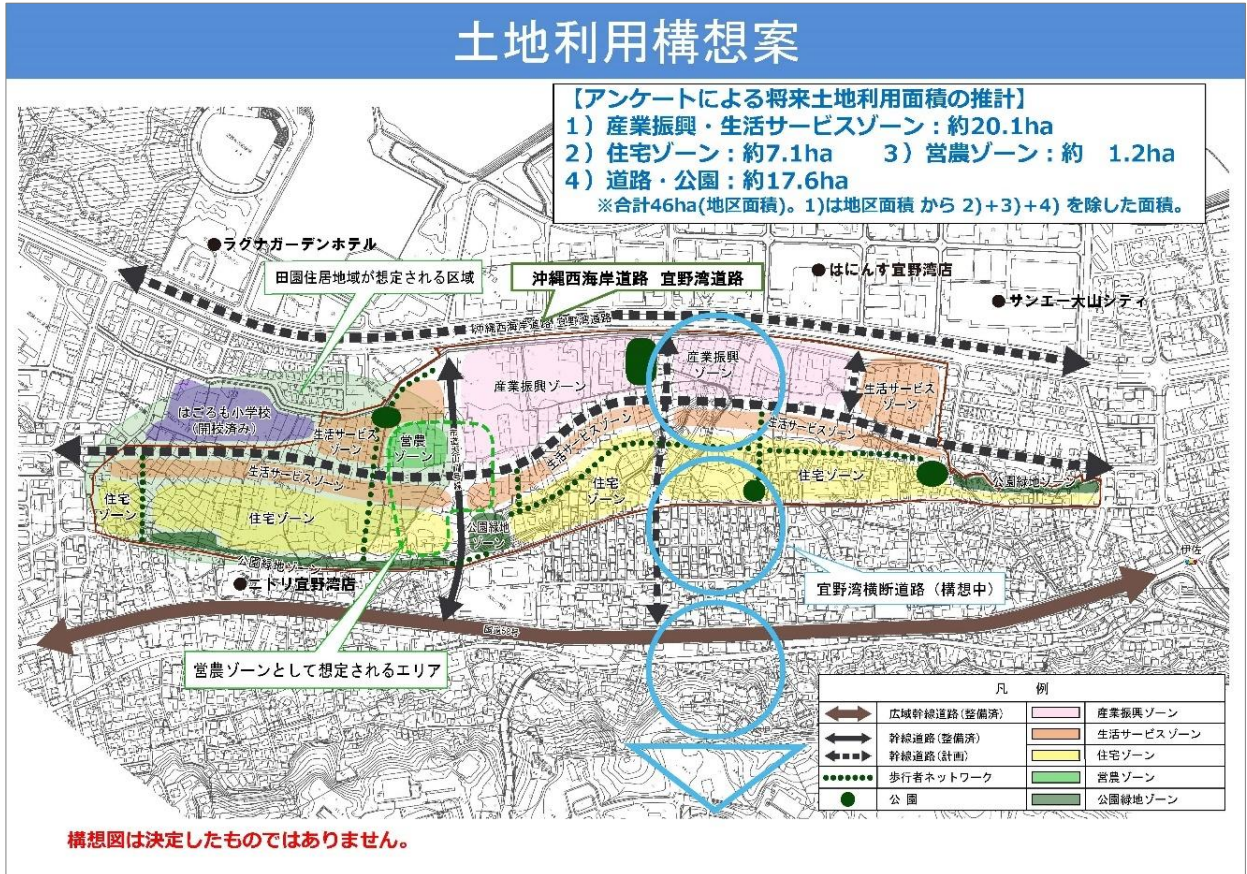 土地利用構想案
【アンケートによる将来土地利用面積の推計】
1）産業振興・生活サービスゾーン：約20.1ha
2）住宅ゾーン：約7.1ha　　3）営農ゾーン：約　1.2ha
4）道路・公園：約17.6ha
※合計46ha(地区面積)。1)は地区面積 から 2)+3)+4) を除した面積。
ラグナガーデンホテル
はにんす宜野湾店
田園住居地域が想定される区域
沖縄西海岸道路　宜野湾道路
サンエー大山シティ
沖縄西海岸道路 宜野湾道路
産業振興
ゾーン
産業振興ゾーン
生活サービス
ゾーン
はごろも小学校
（開校済み）
生活サービス
ゾーン
営農
ゾーン
生活サービスゾーン
生活サービスゾーン
生活サービスゾーン
住宅
ゾーン
住宅ゾーン
住宅
ゾーン
住宅ゾーン
公園緑地ゾーン
公園緑地
ゾーン
公園緑地ゾーン
ニトリ宜野湾店
伊佐
宜野湾横断道路（構想中）
国道58号
営農ゾーンとして想定されるエリア
凡　例
広域幹線道路(整備済)
産業振興ゾーン
幹線道路(整備済)
生活サービスゾーン
幹線道路(計画)
住宅ゾーン
歩行者ネットワーク
営農ゾーン
公 園
公園緑地ゾーン
構想図は決定したものではありません。